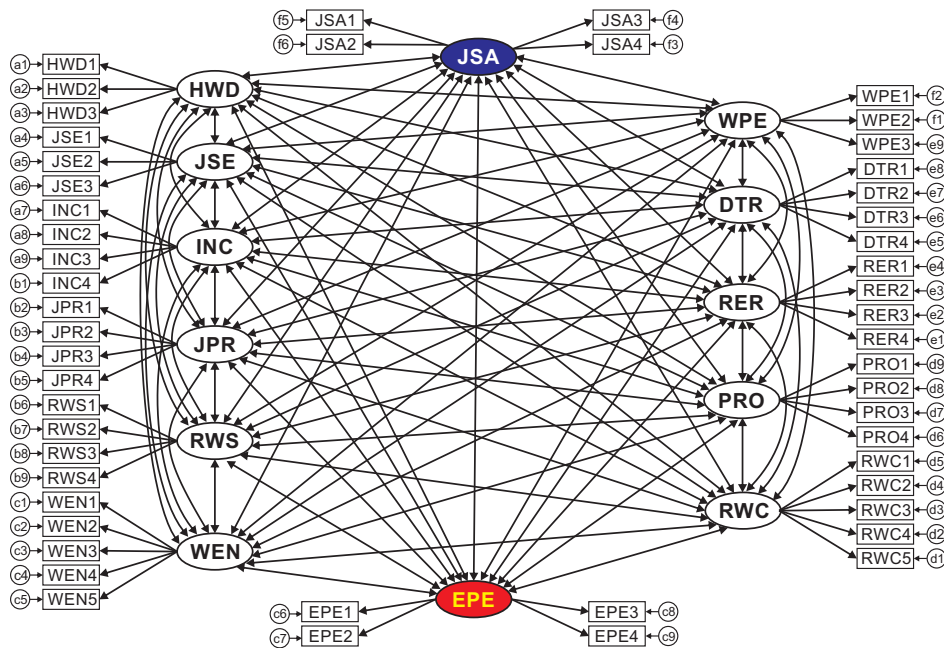 f5 JSA1 JSA3 f4
f6 JSA2 JSA4 f3
JSA
a1 HWD1
a2 HWD2
a3 HWD3
HWD
a4 JSE1
a5 JSE2
a6 JSE3
JSE
a7 INC1
a8 INC2
a9 INC3
b1 INC4
INC
b2 JPR1
b3 JPR2
b4 JPR3
b5 JPR4
JPR
b6 RWS1
b7 RWS2
b8 RWS3
b9 RWS4
RWS
c1 WEN1
c2 WEN2
c3 WEN3
c4 WEN4
c5 WEN5
WEN
WPE
WPE1 f2
WPE2 f1
WPE3 e9
DTR
DTR1 e8
DTR2 e7
DTR3 e6
DTR4 e5
RER
RER1 e4
RER2 e3
RER3 e2
RER4 e1
PRO
PRO1 d9
PRO2 d8
PRO3 d7
PRO4 d6
RWC
RWC1 d5
RWC2 d4
RWC3 d3
RWC4 d2
RWC5 d1
EPE
c6 EPE1 EPE3 c8
c7 EPE2 EPE4 c9